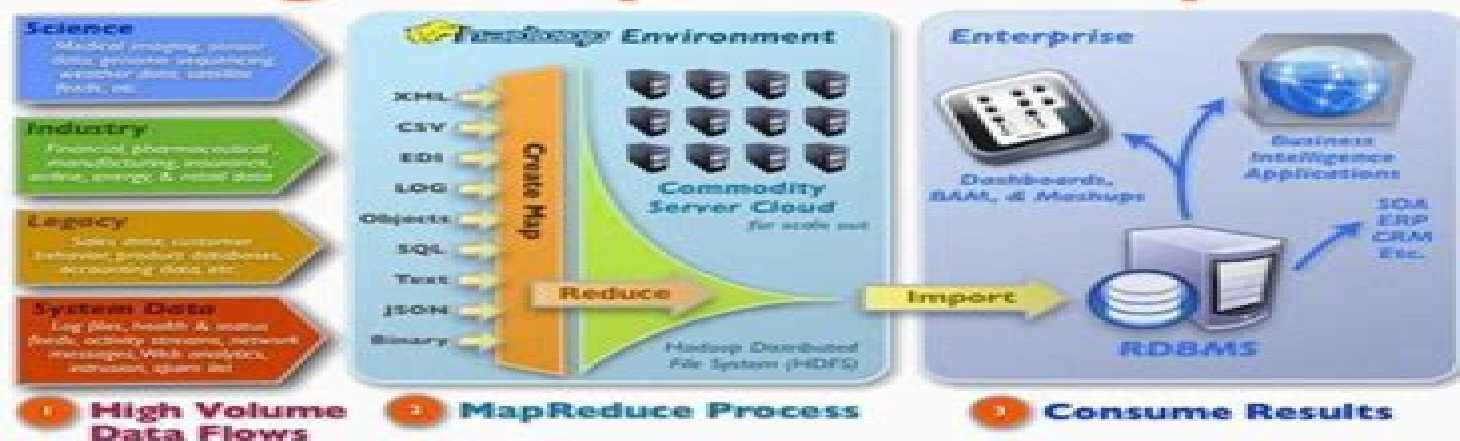 Science
Medical imaging, sensor
data, genome sequencing,
weather data, satellite
feeds, etc.
Industry
Financial, pharmaceutical
manufacturing, insurance,
online, energy, & retail data
Legacy
Sales data, customer
behavior, product databases,
accounting data, etc.
System Data
Log files, health & status
feeds, activity streams, network
messages, Web analytics,
intrusion, spam list
1 High Volume
Data Flows
Hadoop Environment
XML
CSV
EDI
LOG
Objects
SQL
Text
JSON
Binary
Create Map
Reduce
Commodity
Server Cloud
for scale out
Hadoop Distributed
File System (HDFS)
2 MapReduce Process
Import
Enterprise
Dashboards,
BAM, & Mashups
Business
Intelligence
Applications
SOA
ERP
CRM
Etc.
RDBMS
3 Consume Results